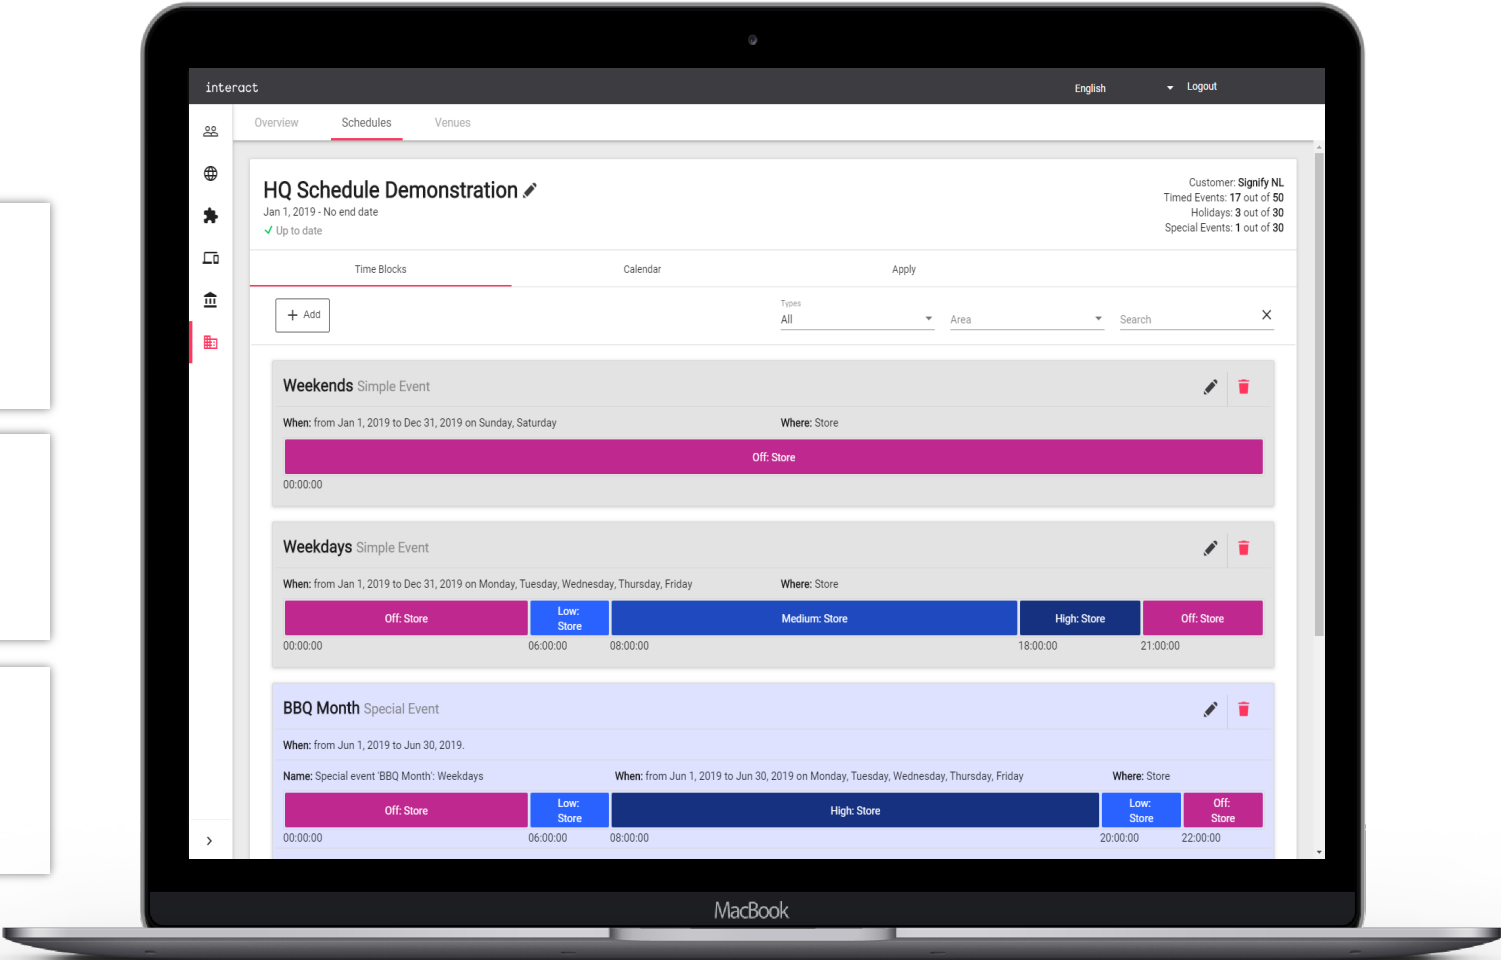 interact
English
Logout
Overview
Schedules
Venues
HQ Schedule Demonstration
Jan 1, 2019 - No end date
Up to date
Customer: Signify NL
Timed Events: 17 out of 50
Holidays: 3 out of 30
Special Events: 1 out of 30
Time Blocks
Calendar
Apply
+ Add
Types
All
Area
Search
Weekends Simple Event
When: from Jan 1, 2019 to Dec 31, 2019 on Sunday, Saturday
Where: Store
Off: Store
00:00:00
Weekdays Simple Event
When: from Jan 1, 2019 to Dec 31, 2019 on Monday, Tuesday, Wednesday, Thursday, Friday
Where: Store
Off: Store
Low:
Store
Medium: Store
High: Store
Off: Store
00:00:00
06:00:00
08:00:00
18:00:00
21:00:00
BBQ Month Special Event
When: from Jun 1, 2019 to Jun 30, 2019.
Name: Special event 'BBQ Month': Weekdays
When: from Jun 1, 2019 to Jun 30, 2019 on Monday, Tuesday, Wednesday, Thursday, Friday
Where: Store
Off: Store
Low:
Store
High: Store
Low:
Store
Off:
Store
00:00:00
06:00:00
08:00:00
20:00:00
22:00:00
MacBook